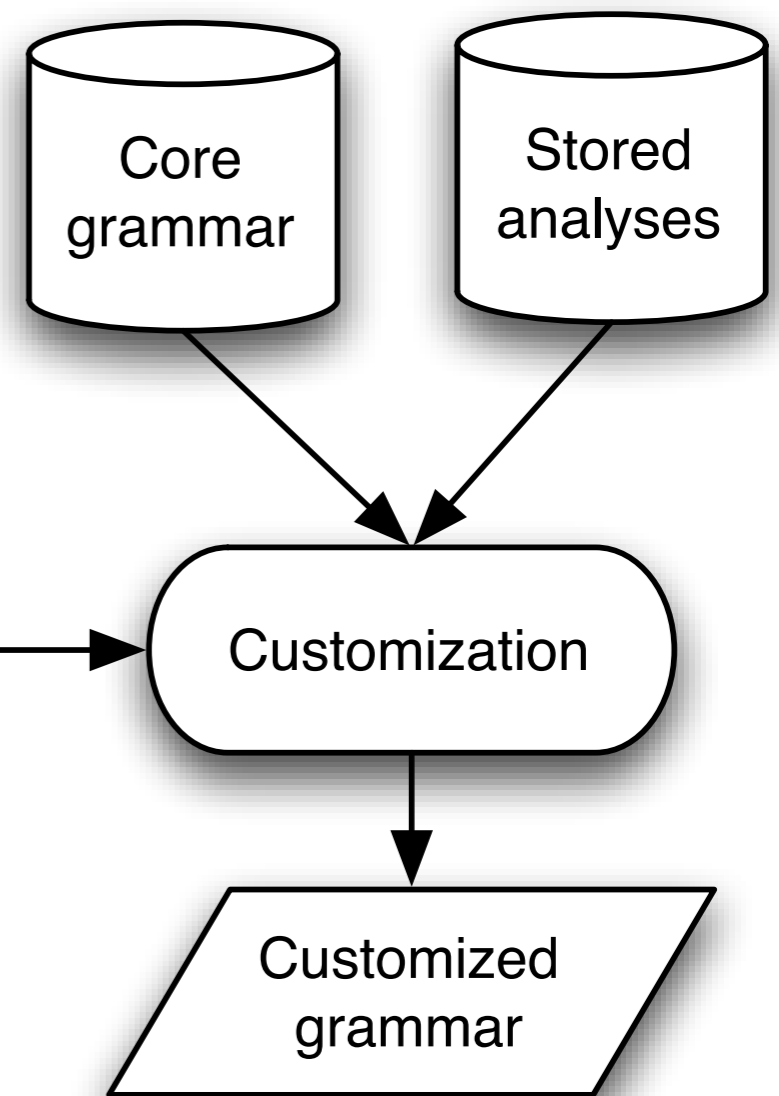 Core
grammar
Stored
analyses
Customization
Customized
grammar